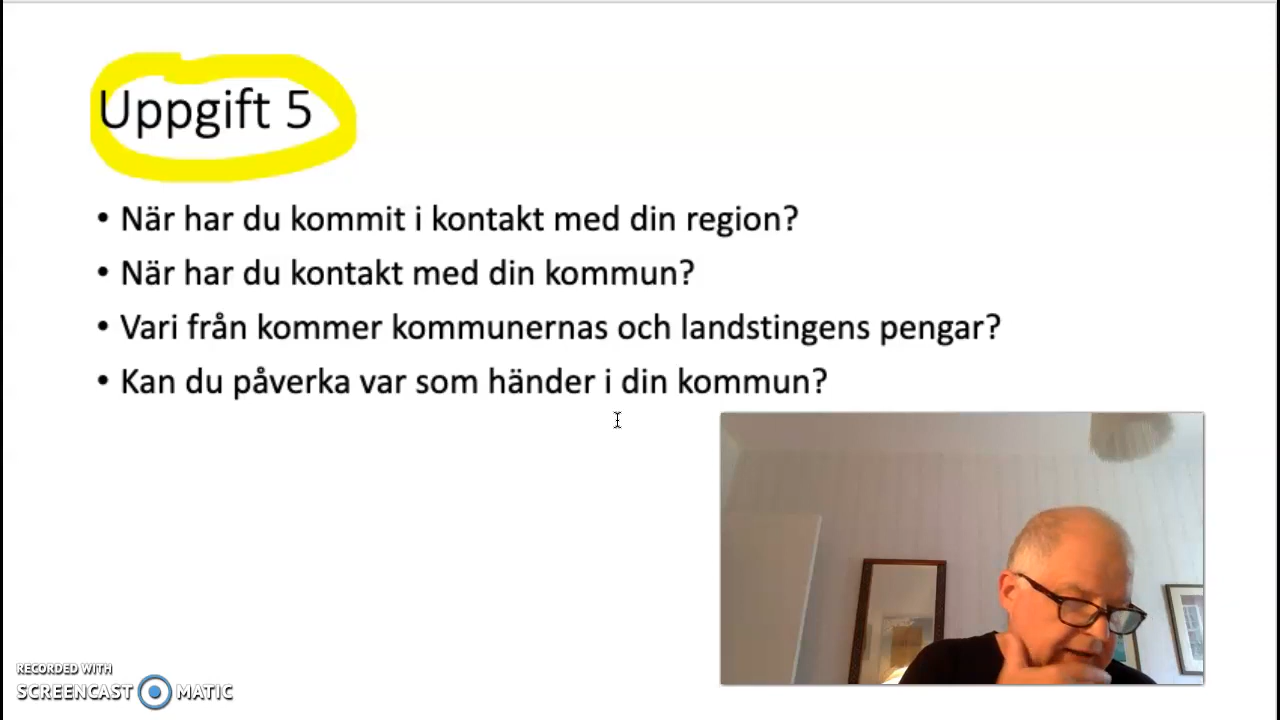 Uppgift 5
• När har du kommit i kontakt med din region?
• När har du kontakt med din kommun?
• Vari från kommer kommunernas och landstingens pengar?
• Kan du påverka var som händer i din kommun?
RECORDED WITH
SCREENCAST MATIC